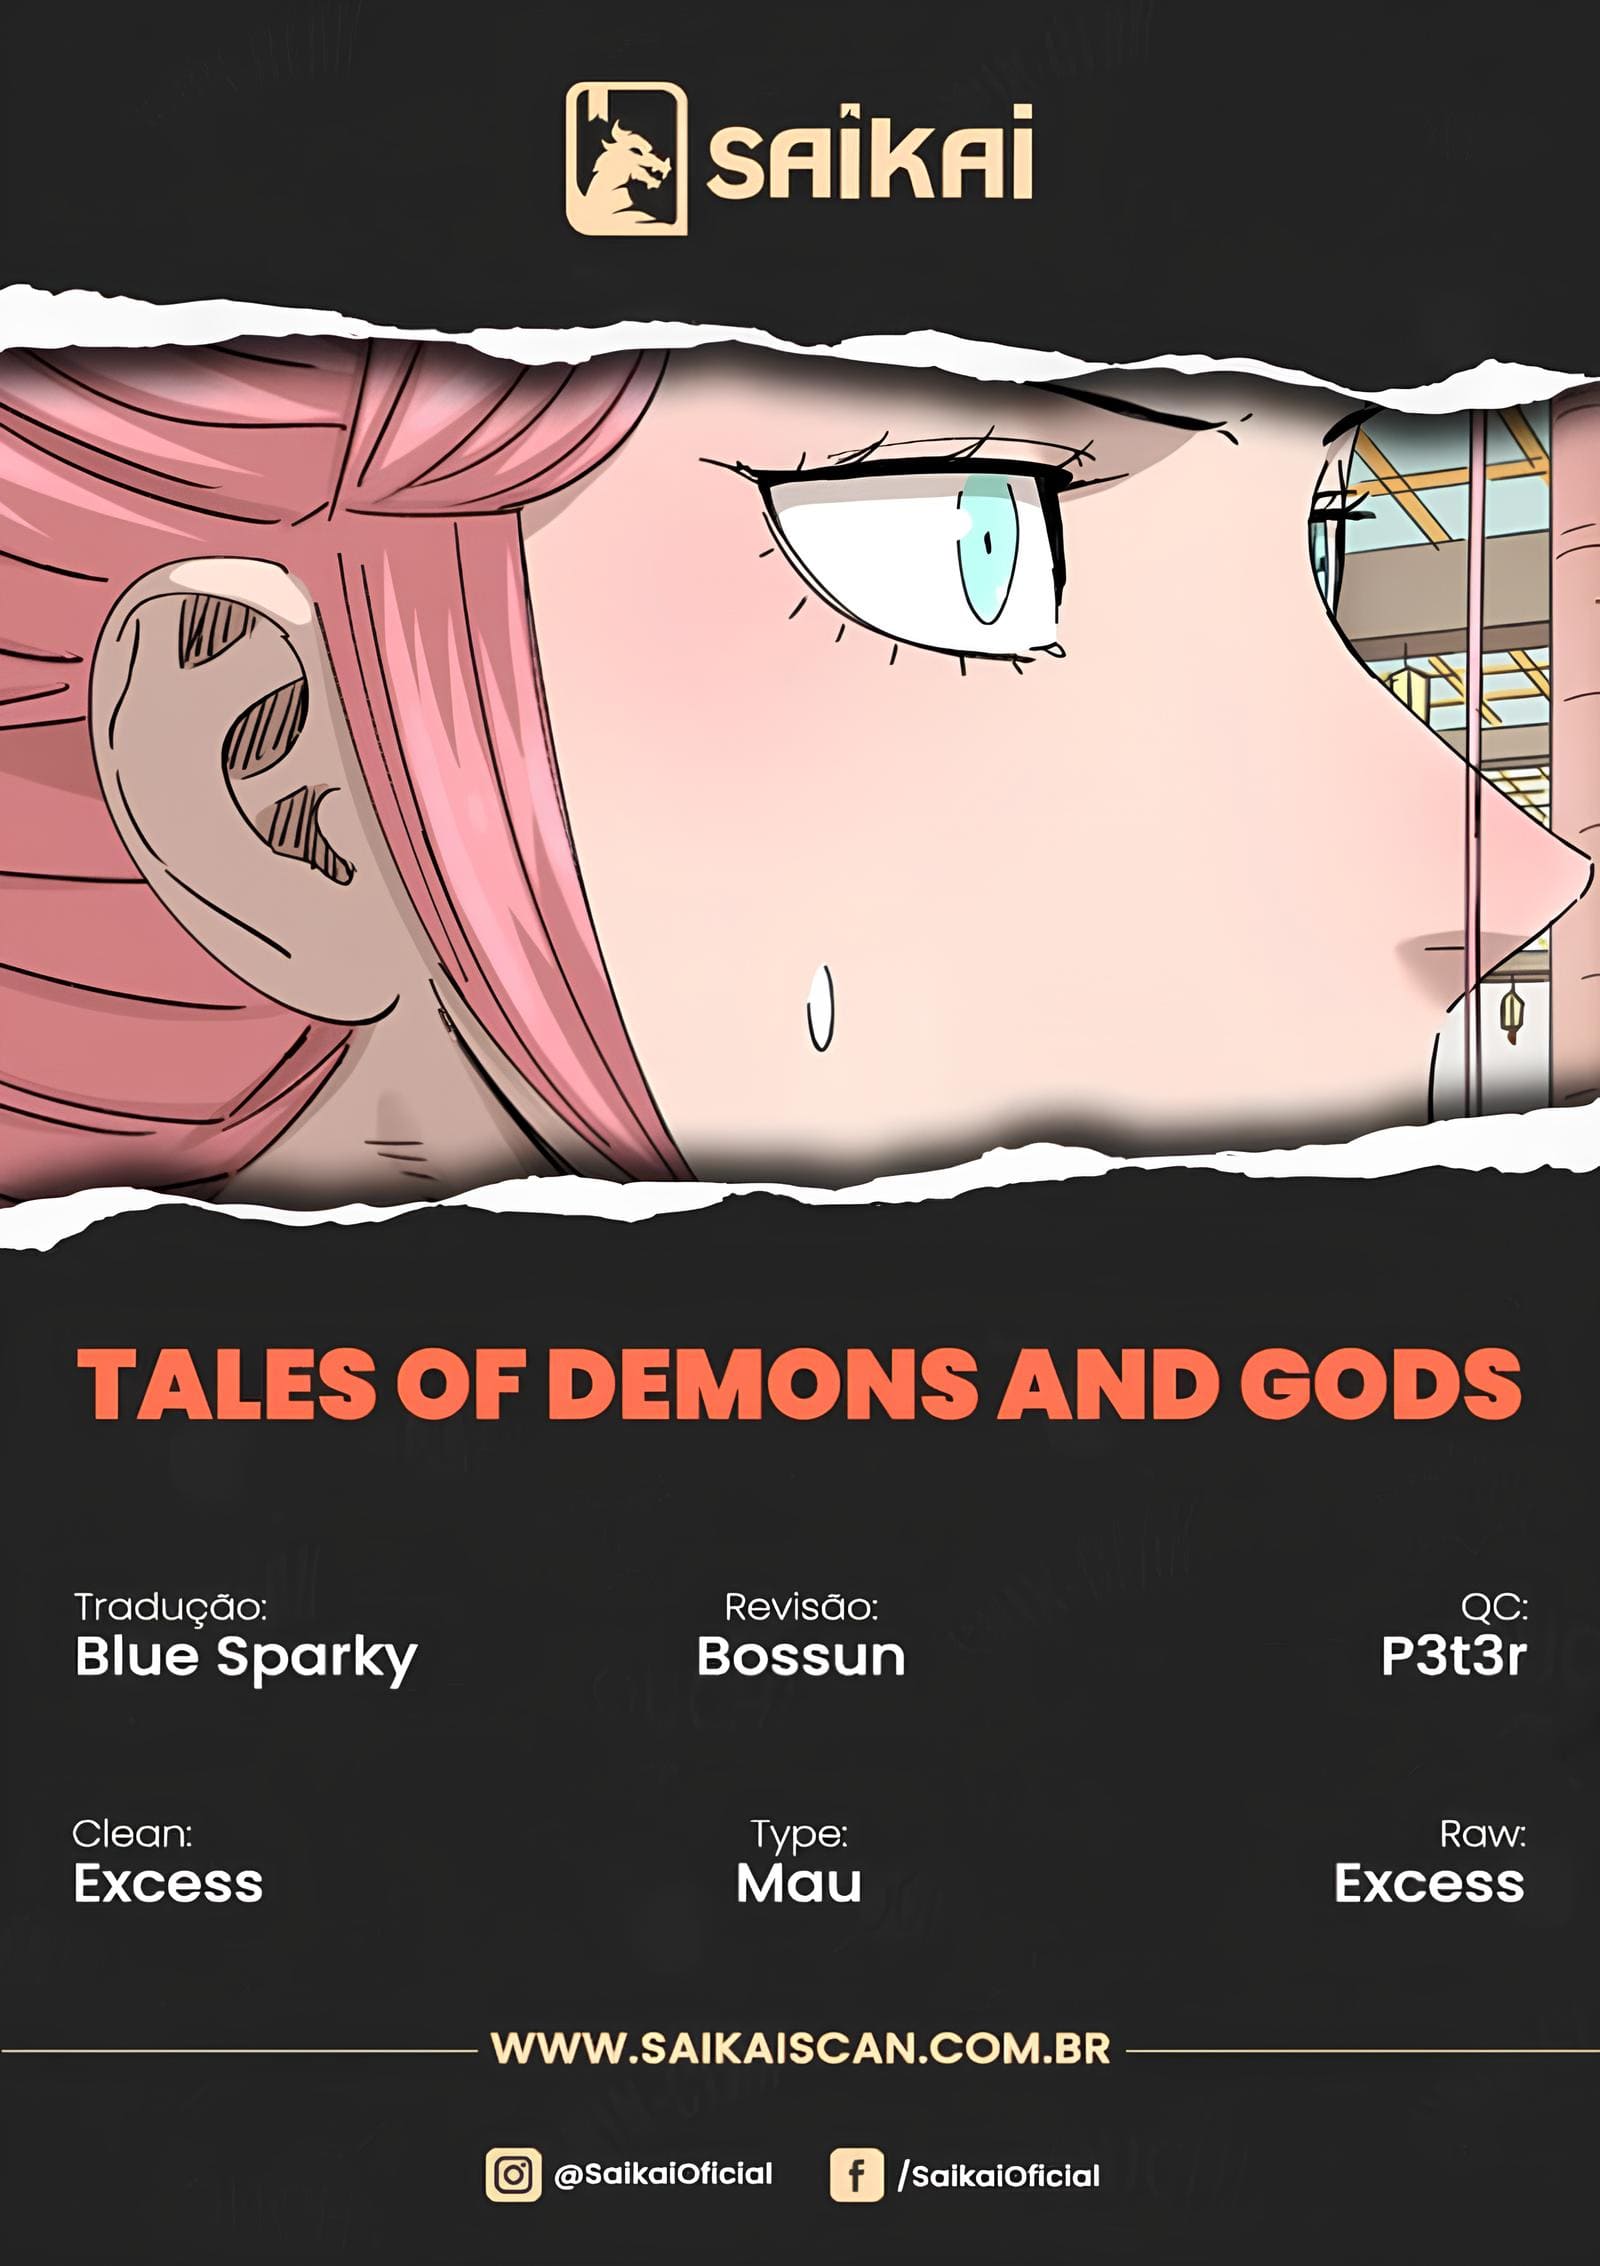 SAIKAI
TALES OF DEMONS AND GODS
Tradução:
Blue Sparky
Revisão:
Bossun
QC:
P3t3r
Clean:
Excess
Type:
Mau
Raw:
Excess
WWW.SAIKAISCAN.COM.BR
@SaikaiOficial
/SaikaiOficial